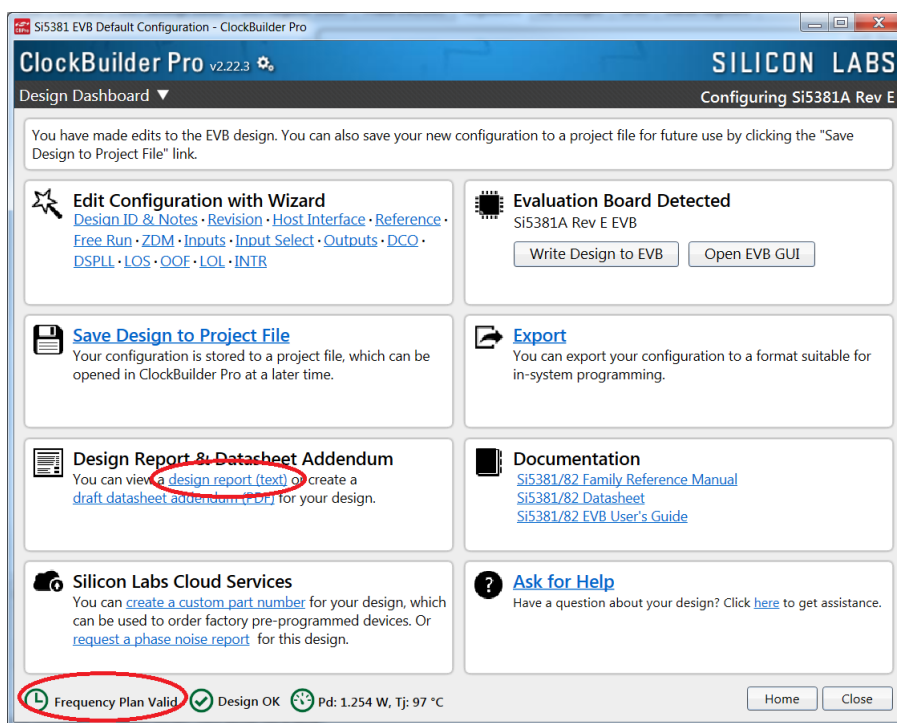 Si5381 EVB Default Configuration - ClockBuilder Pro
ClockBuilder Pro v2.22.3
SILICON LABS
Design Dashboard ▼
Configuring Si5381A Rev E
You have made edits to the EVB design. You can also save your new configuration to a project file for future use by clicking the "Save
Design to Project File" link.
Edit Configuration with Wizard
Design ID & Notes · Revision · Host Interface · Reference ·
Free Run · ZDM · Inputs · Input Select · Outputs · DCO ·
DSPLL · LOS · OOF · LOL · INTR
Evaluation Board Detected
Si5381A Rev E EVB
Write Design to EVB
Open EVB GUI
Save Design to Project File
Your configuration is stored to a project file, which can be
opened in ClockBuilder Pro at a later time.
Export
You can export your configuration to a format suitable for
in-system programming.
Design Report & Datasheet Addendum
You can view a design report (text) or create a
draft datasheet addendum (PDF) for your design.
Documentation
Si5381/82 Family Reference Manual
Si5381/82 Datasheet
Si5381/82 EVB User's Guide
Silicon Labs Cloud Services
You can create a custom part number for your design, which
can be used to order factory pre-programmed devices. Or
request a phase noise report for this design.
Ask for Help
Have a question about your design? Click here to get assistance.
Frequency Plan Valid
Design OK
Pd: 1.254 W, Tj: 97 °C
Home
Close